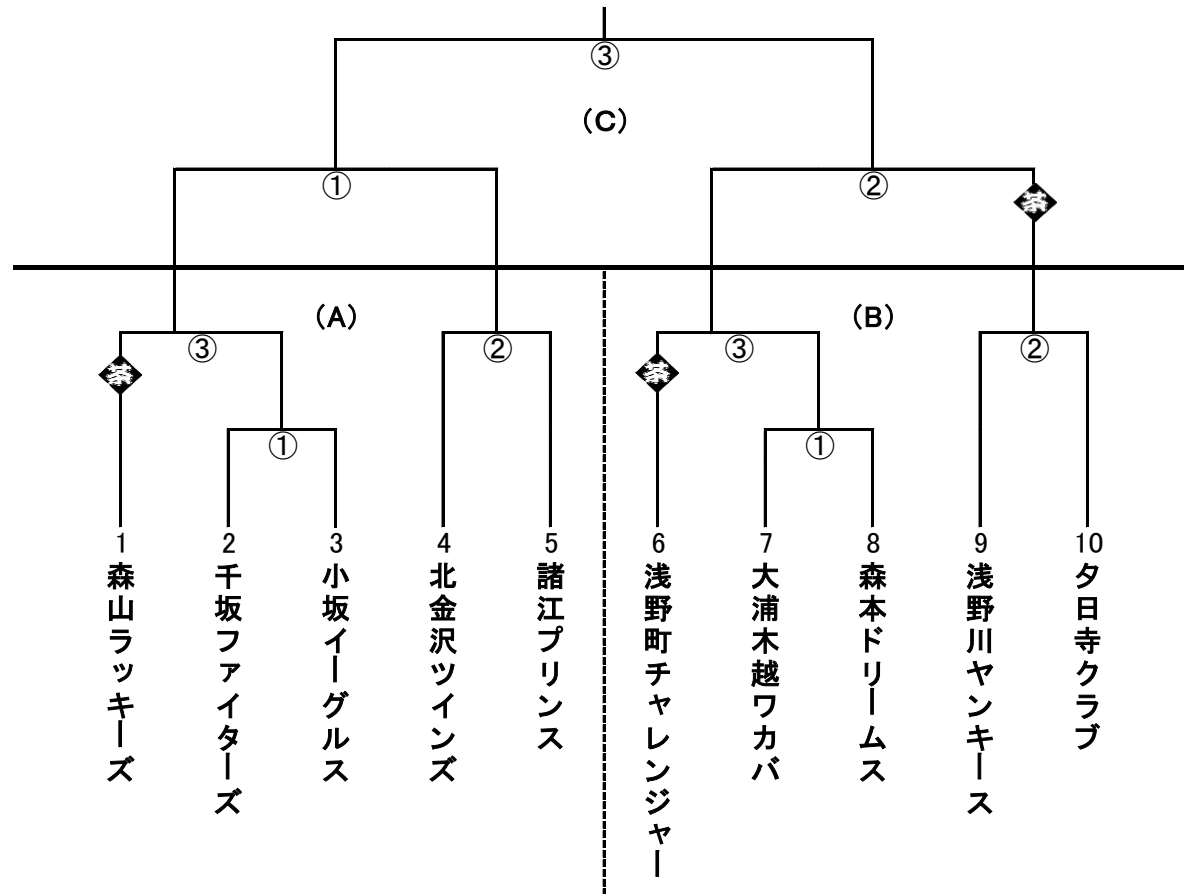 ③
(C)
①
②
茶
(A)
(B)
③
②
③
②
茶
茶
①
①
1
森山ラッキーズ
2
千坂ファイターズ
3
小坂イーグルス
4
北金沢ツインズ
5
諸江プリンス
6
浅野町チャレンジャー
7
大浦木越ワカバ
8
森本ドリームス
9
浅野川ヤンキース
10
夕日寺クラブ